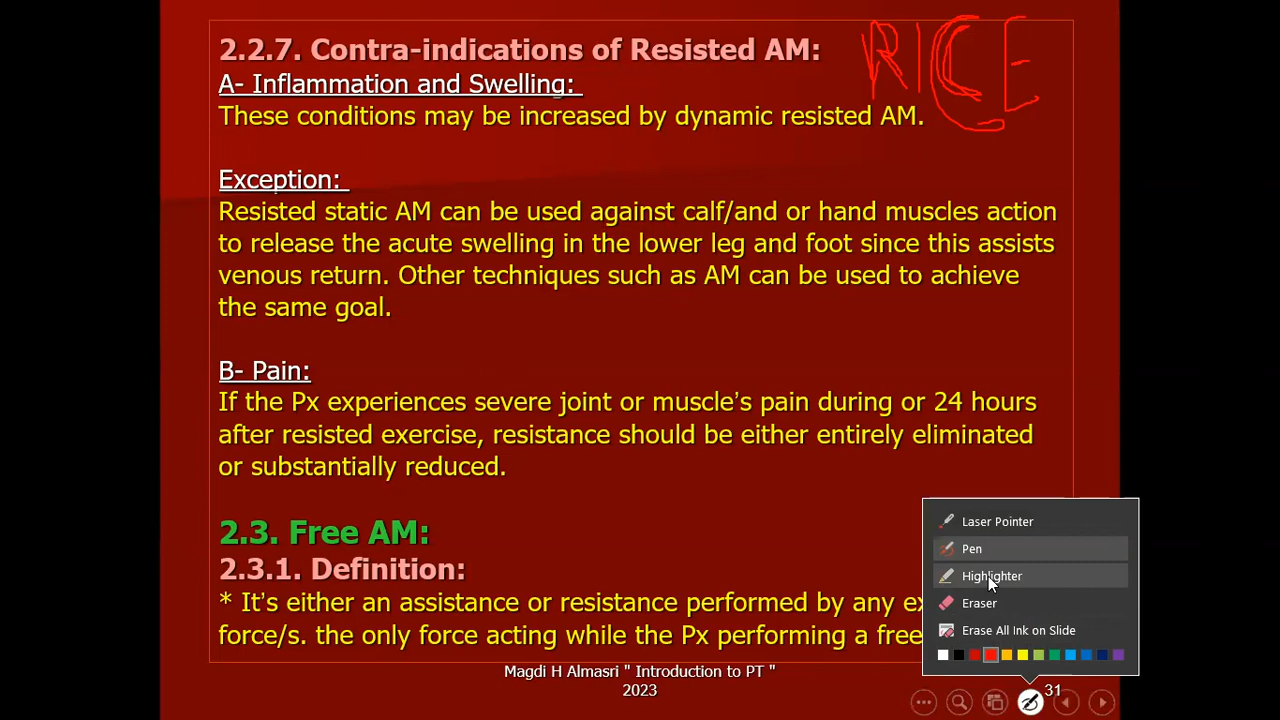 2.2.7. Contra-indications of Resisted AM:
RICE
A- Inflammation and Swelling:
These conditions may be increased by dynamic resisted AM.
Exception:
Resisted static AM can be used against calf/and or hand muscles action
to release the acute swelling in the lower leg and foot since this assists
venous return. Other techniques such as AM can be used to achieve
the same goal.
B- Pain:
If the Px experiences severe joint or muscle's pain during or 24 hours
after resisted exercise, resistance should be either entirely eliminated
or substantially reduced.
2.3. Free AM:
2.3.1. Definition:
* It's either an assistance or resistance performed by any ex
force/s. the only force acting while the Px performing a free
Laser Pointer
Pen
Highlighter
Eraser
Erase All Ink on Slide
Magdi H Almasri " Introduction to PT "
2023
31